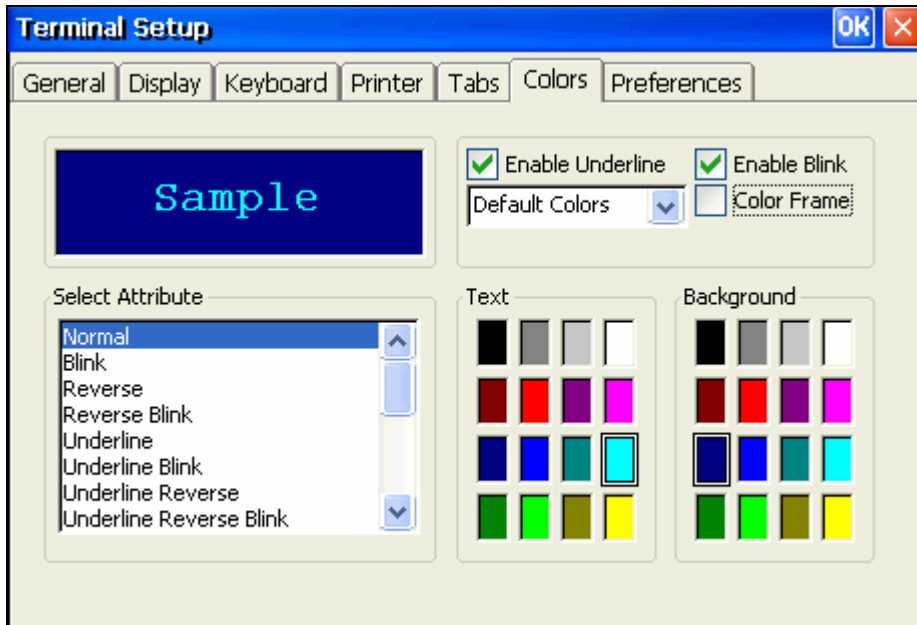 Terminal Setup OK
General Display Keyboard Printer Tabs Colors Preferences
Sample
Enable Underline Enable Blink
Default Colors Color Frame
Select Attribute Text Background
Normal
Blink
Reverse
Reverse Blink
Underline
Underline Blink
Underline Reverse
Underline Reverse Blink